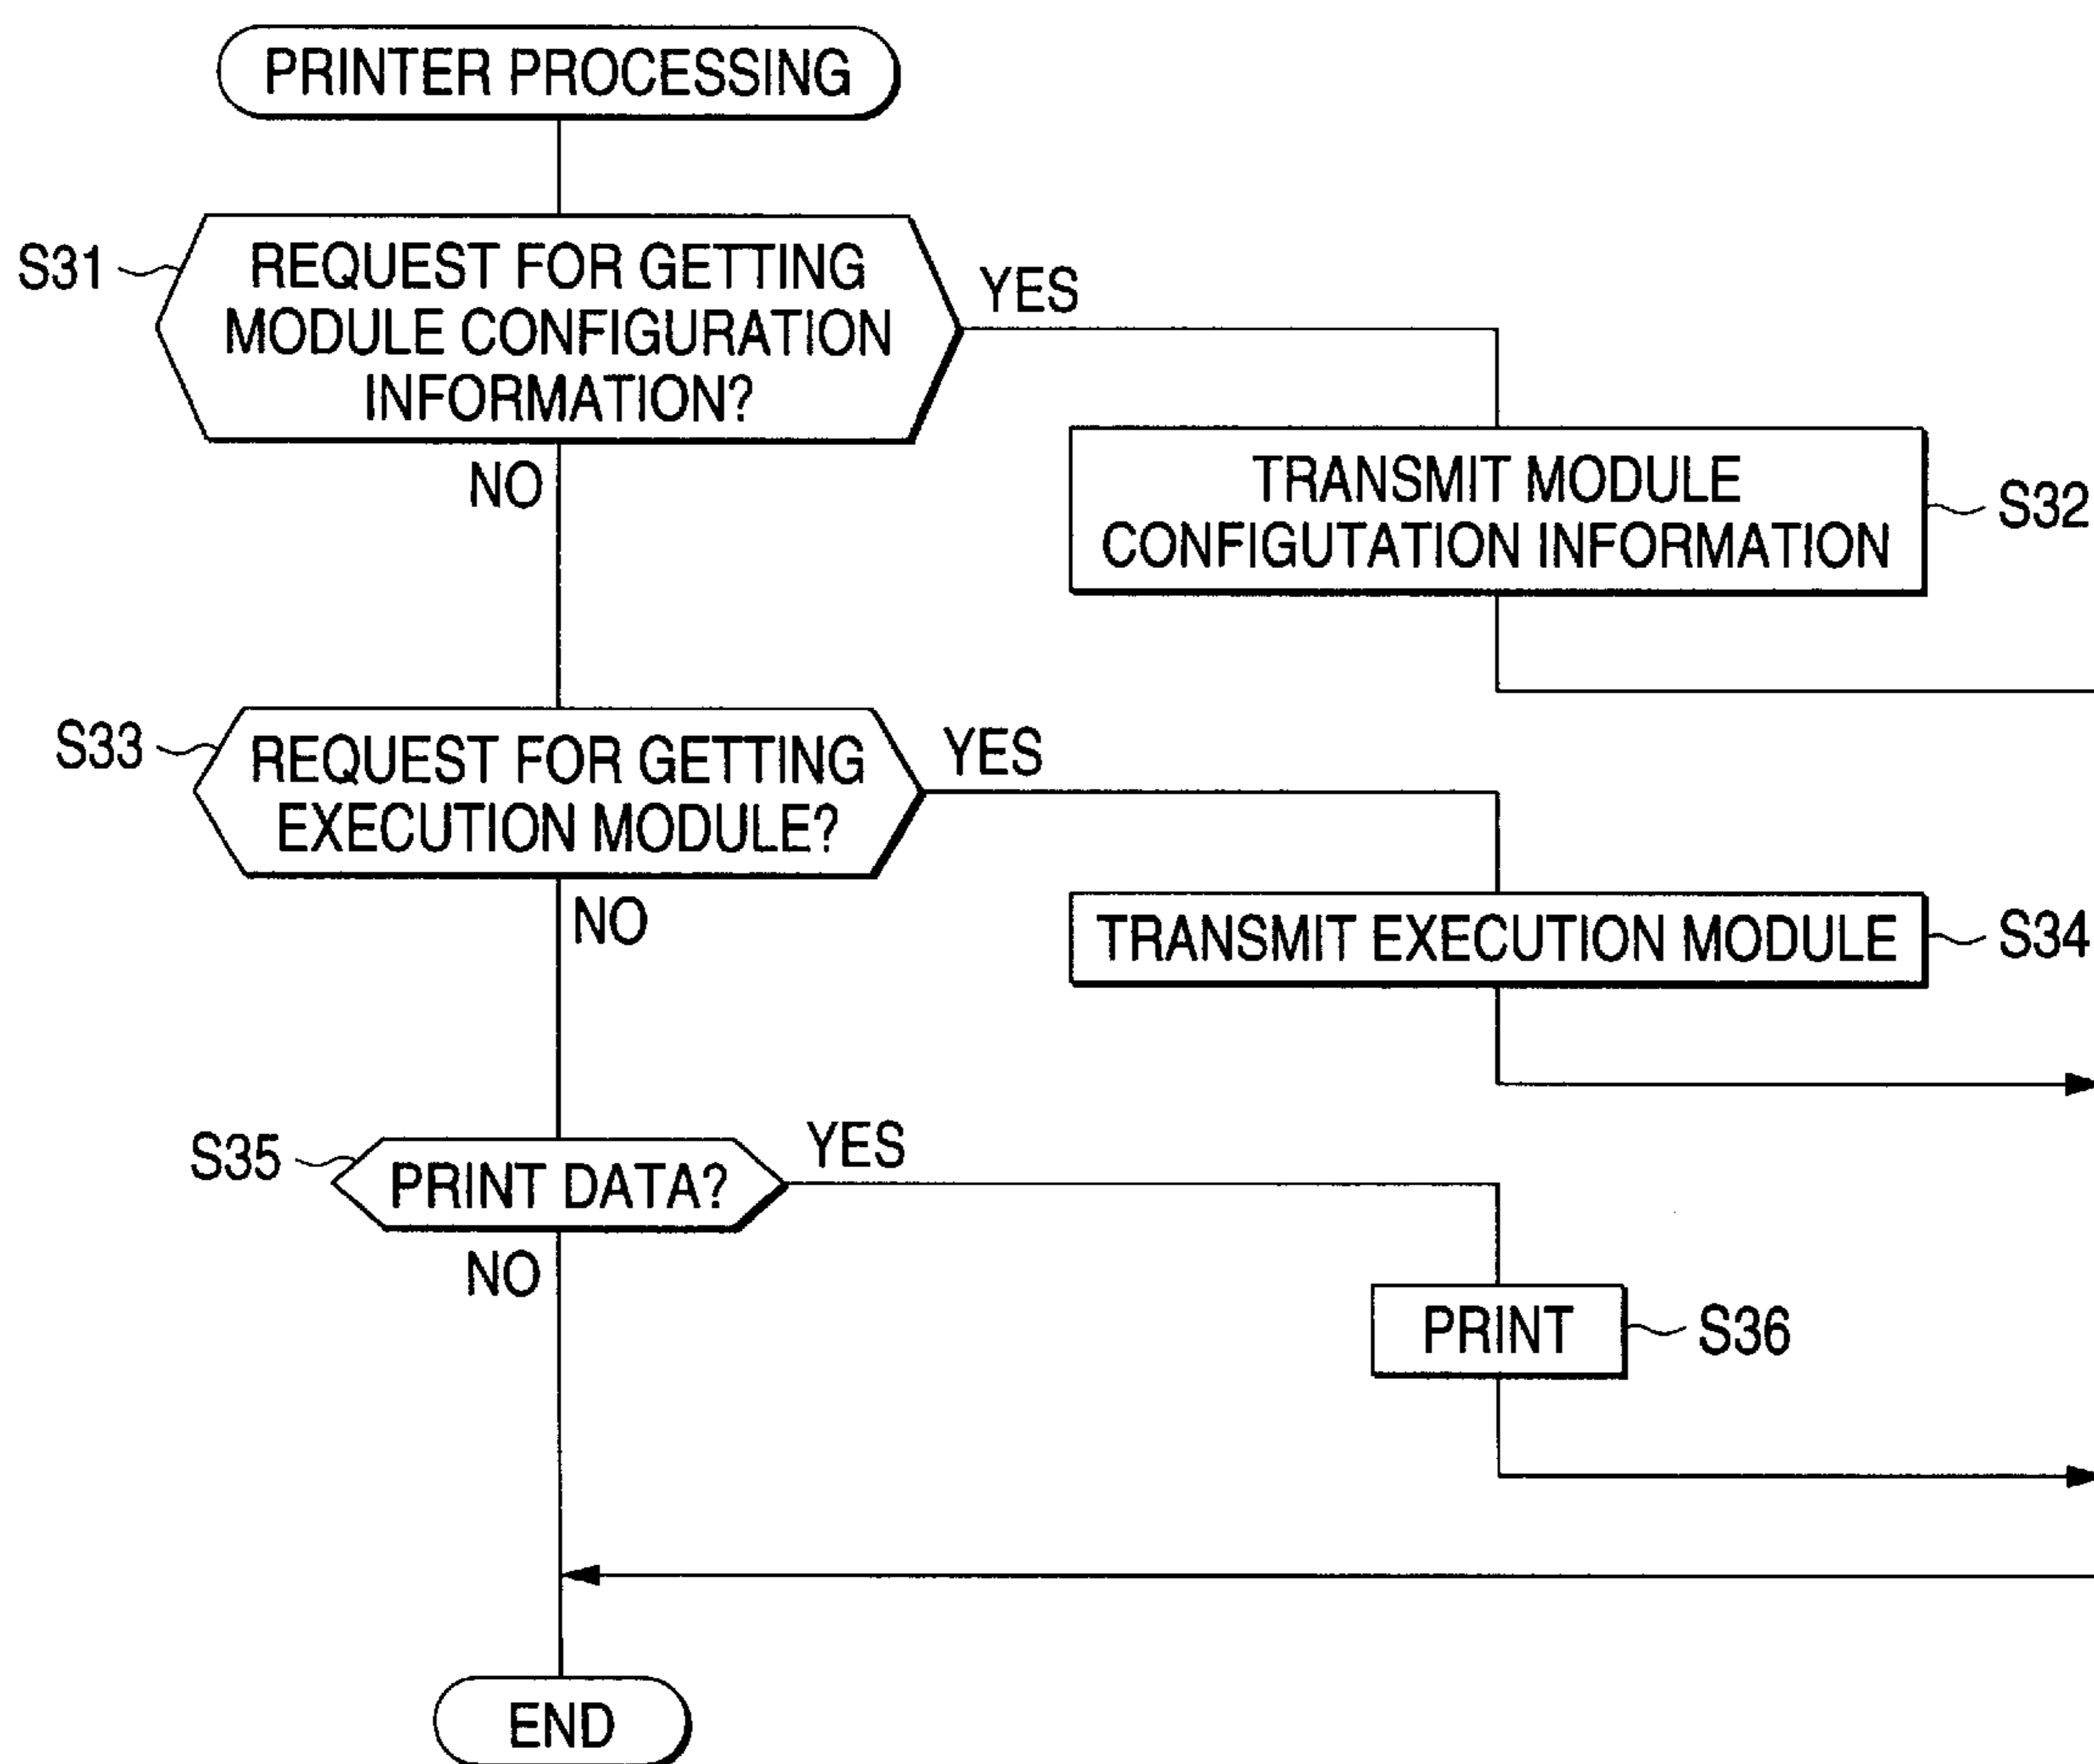 PRINTER PROCESSING
S31
REQUEST FOR GETTING
MODULE CONFIGURATION
INFORMATION?
YES
NO
TRANSMIT MODULE
CONFIGUTATION INFORMATION
S32
S33
REQUEST FOR GETTING
EXECUTION MODULE?
YES
NO
TRANSMIT EXECUTION MODULE
S34
S35
PRINT DATA?
YES
NO
PRINT
S36
END